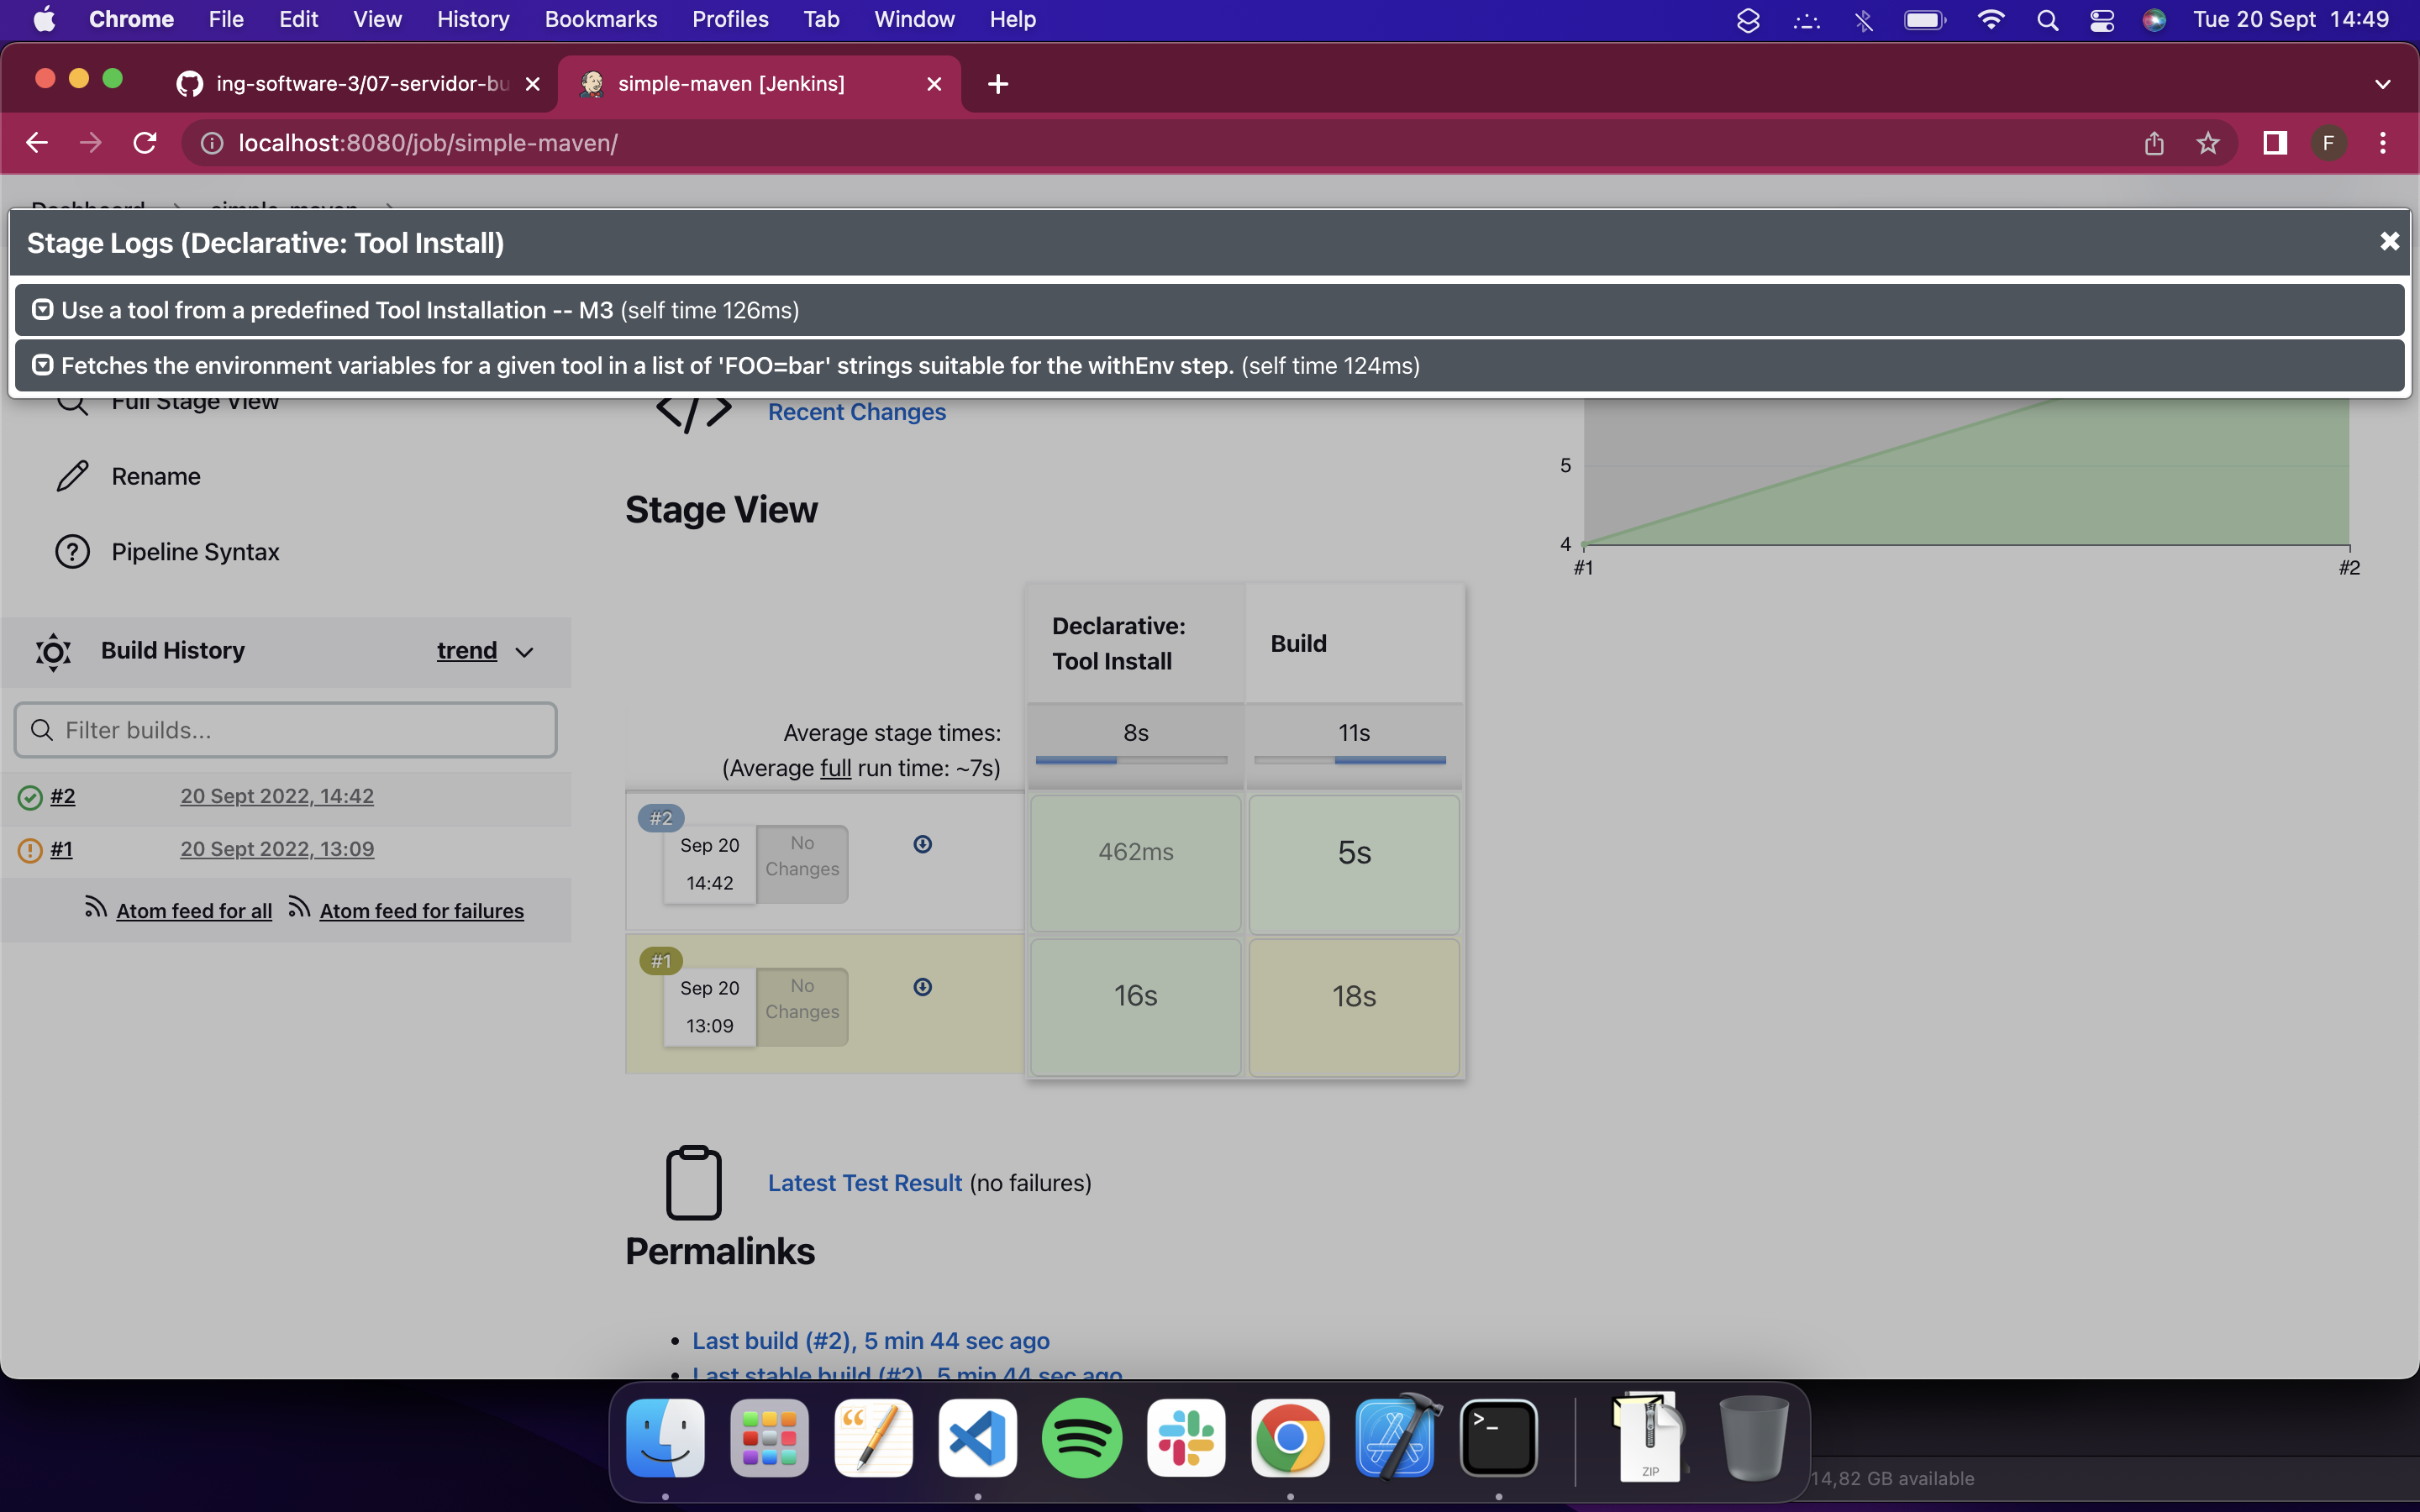 Chrome File Edit View History Bookmarks Profiles Tab Window Help Tue 20 Sept 14:49
ing-software-3/07-servidor-bu simple-maven [Jenkins]
localhost:8080/job/simple-maven/ F
Dashboard simple-maven
Stage Logs (Declarative: Tool Install)
Use a tool from a predefined Tool Installation -- M3 (self time 126ms)
Fetches the environment variables for a given tool in a list of 'FOO=bar' strings suitable for the withEnv step. (self time 124ms)
Full Stage View
Rename
Pipeline Syntax
Build History trend
Filter builds...
#2 20 Sept 2022, 14:42
#1 20 Sept 2022, 13:09
Atom feed for all Atom feed for failures
Recent Changes
Stage View
Declarative:
Tool Install
Build
Average stage times:
(Average full run time: ~7s)
8s 11s
#2
Sep 20
14:42
No
Changes
462ms 5s
#1
Sep 20
13:09
No
Changes
16s 18s
Latest Test Result (no failures)
Permalinks
Last build (#2), 5 min 44 sec ago
Last stable build (#2), 5 min 44 sec ago
5
4
#1 #2
ZIP
14,82 GB available